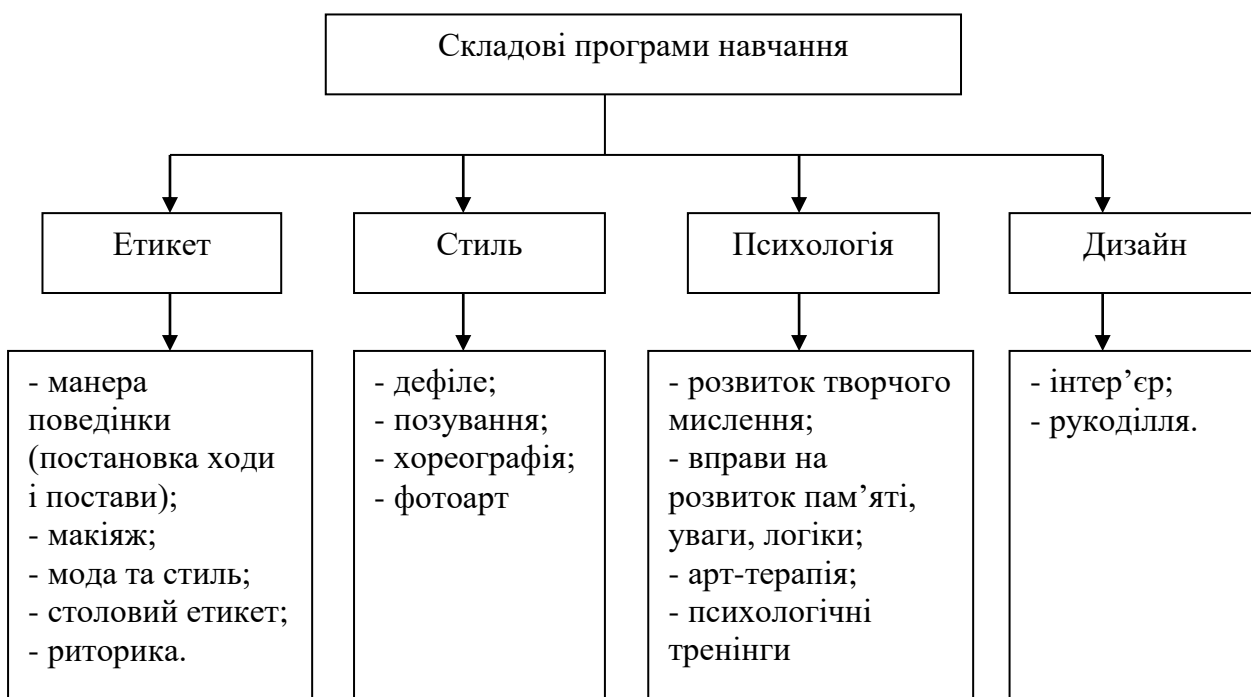 Складові програми навчання
Етикет
Стиль
Психологія
Дизайн
- манера
поведінки
(постановка ходи
і постави);
- макіяж;
- мода та стиль;
- столовий етикет;
- риторика.
- дефіле;
- позування;
- хореографія;
- фотоарт
- розвиток творчого
мислення;
- вправи на
розвиток пам’яті,
уваги, логіки;
- арт-терапія;
- психологічні
тренінги
- інтер’єр;
- рукоділля.